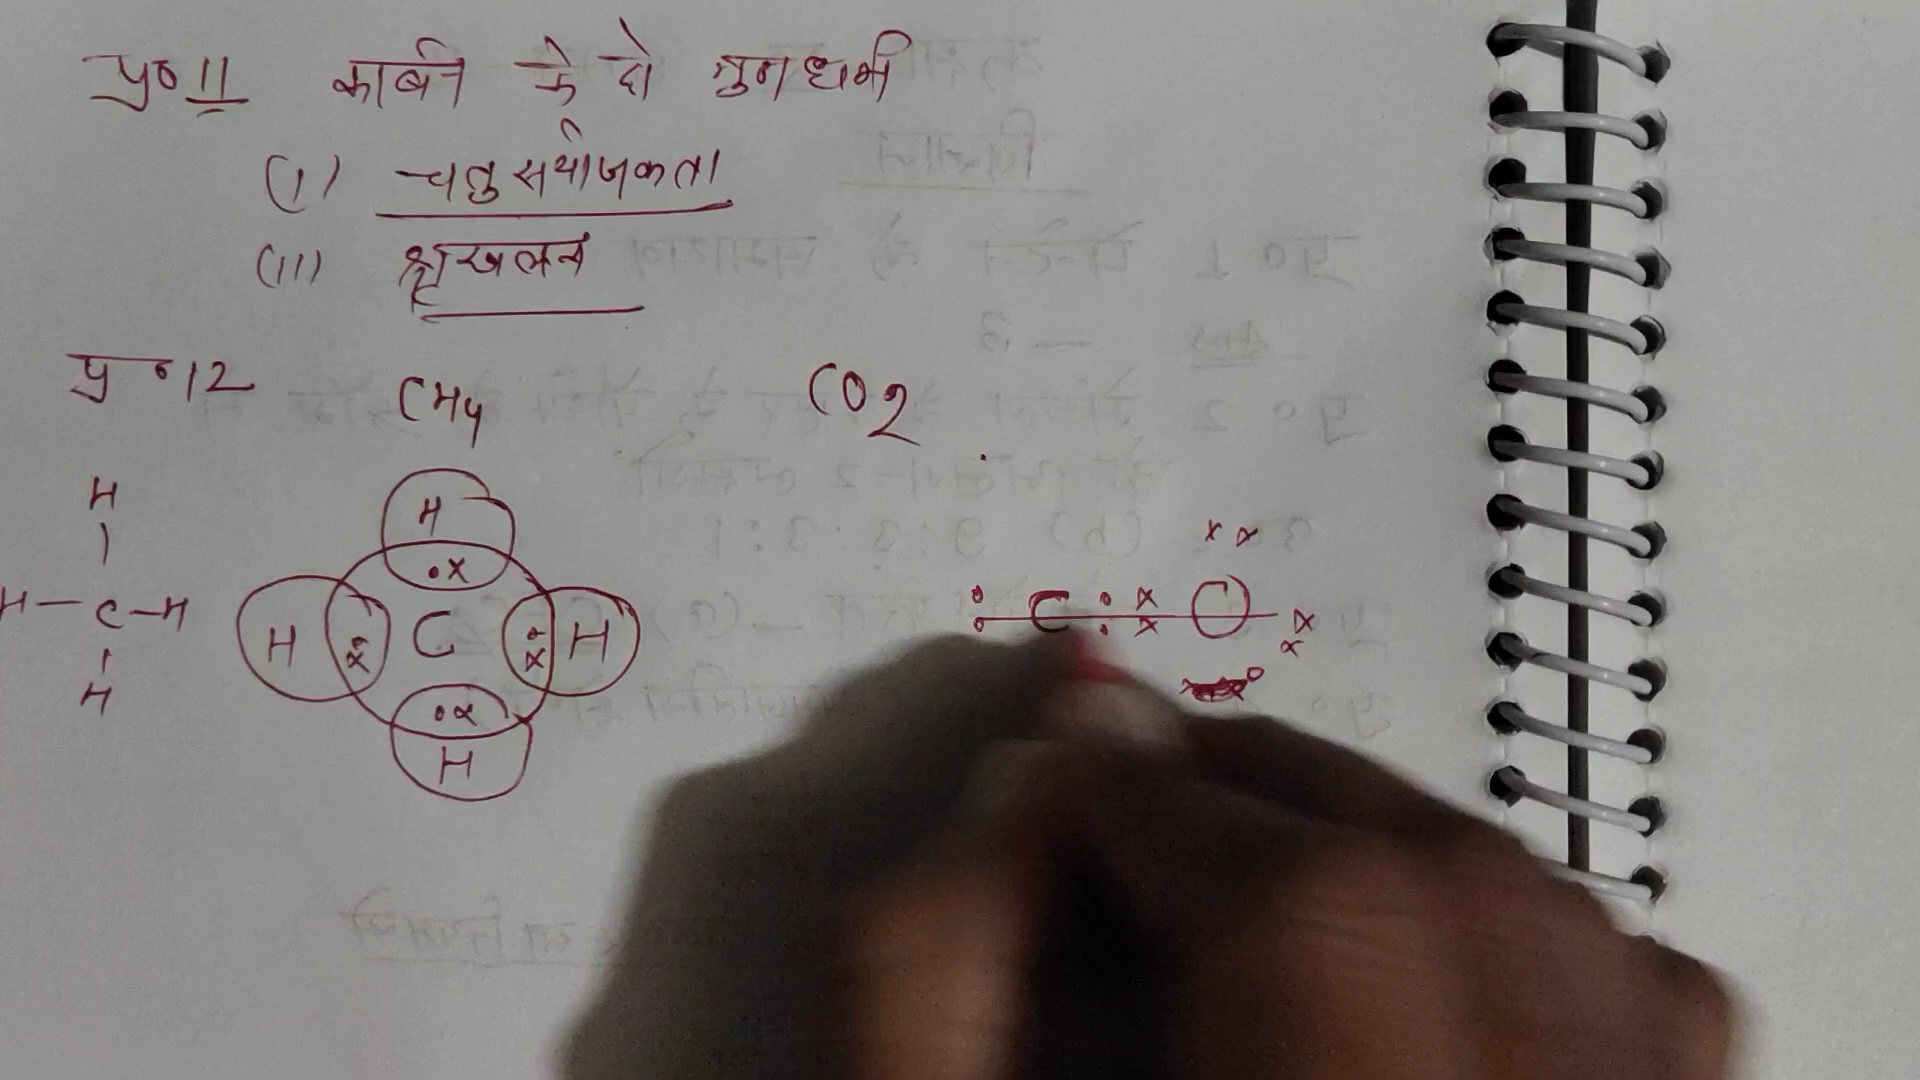 प्र० 11 कार्बन के दो गुणधर्म
(i) चतुसंयोजकता
(ii) श्रृखलन
प्र० 12 CH4 CO2
H
H
H - C - H
H
H
•x
C
H
H
•x
H
C
O